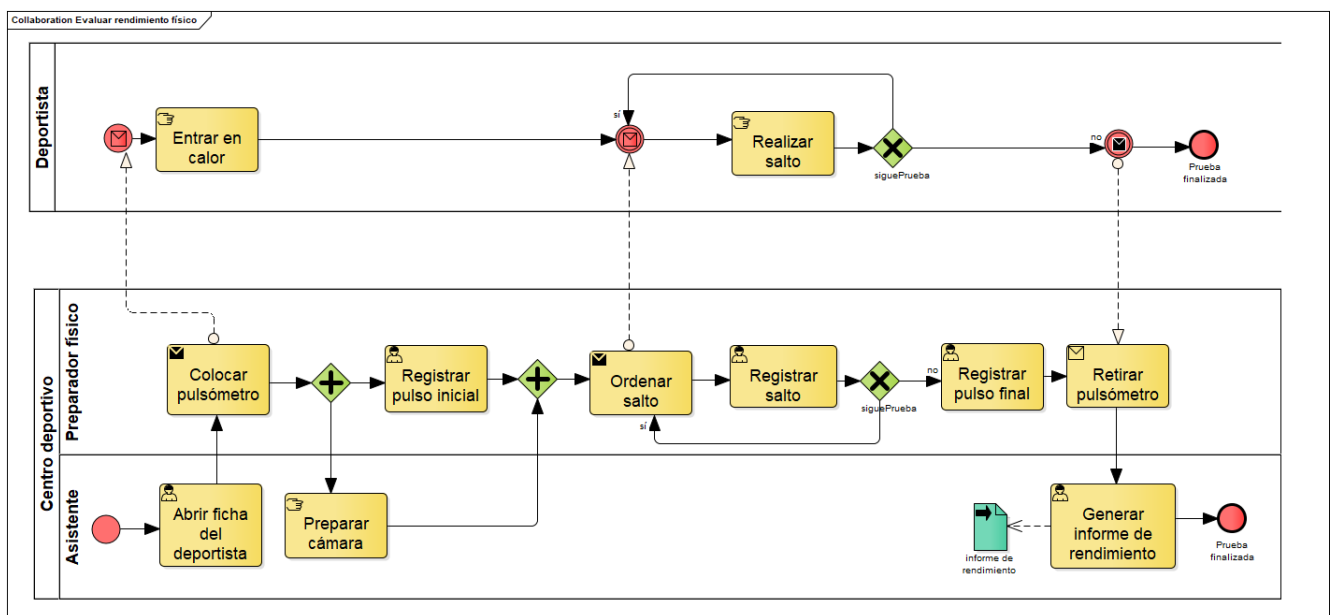 Collaboration Evaluar rendimiento físico
Deportista
Entrar en
calor
sí
Realizar
salto
siguePrueba
no
Prueba
finalizada
Centro deportivo
Preparador físico
Colocar
pulsómetro
Registrar
pulso inicial
Ordenar
salto
sí
Registrar
salto
siguePrueba
no
Registrar
pulso final
Retirar
pulsómetro
Asistente
Abrir ficha
del
deportista
Preparar
cámara
informe de
rendimiento
Generar
informe de
rendimiento
Prueba
finalizada